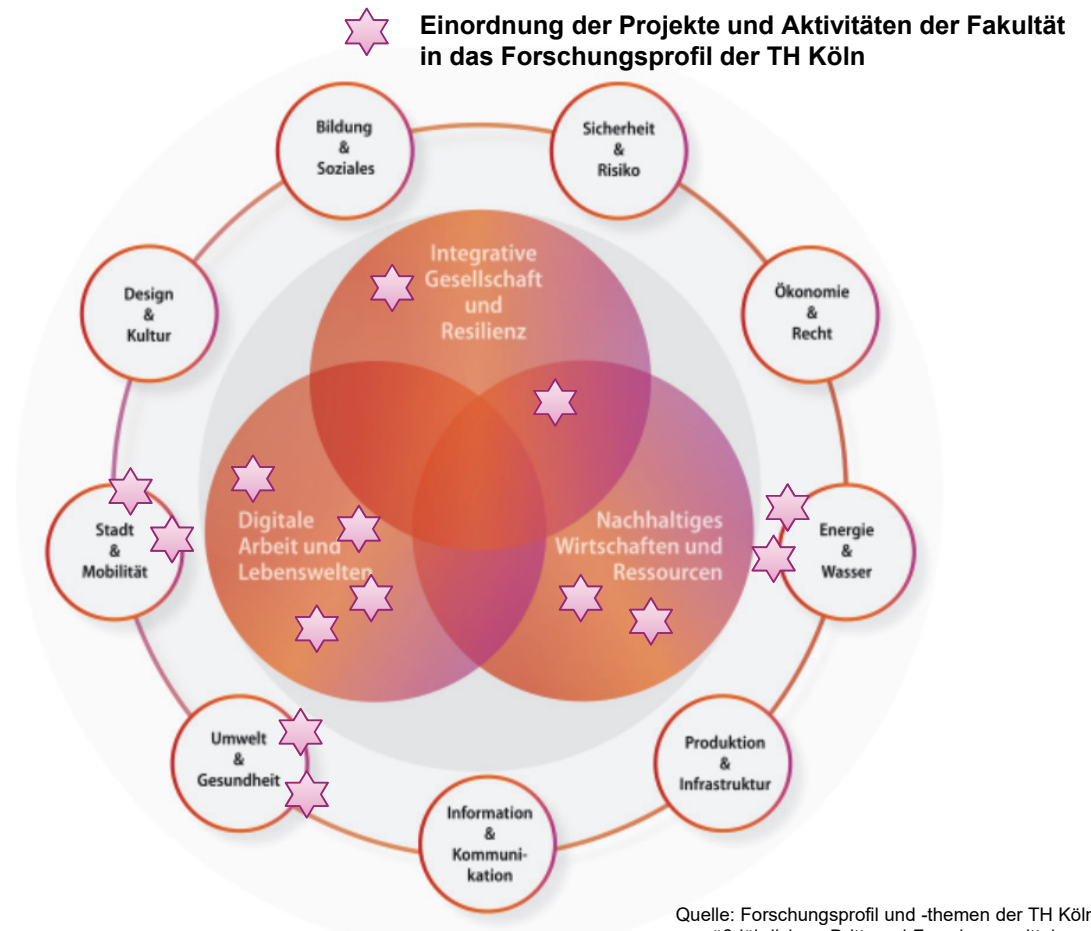 Einordnung der Projekte und Aktivitäten der Fakultät
in das Forschungsprofil der TH Köln
Bildung
&
Soziales
Sicherheit
&
Risiko
Integrative
Gesellschaft
und
Resilienz
Design
&
Kultur
Ökonomie
&
Recht
Stadt
&
Mobilität
Digitale
Arbeit und
Lebenswelten
Nachhaltiges
Wirtschaften und
Ressourcen
Energie
&
Wasser
Umwelt
&
Gesundheit
Produktion
&
Infrastruktur
Information
&
Kommuni-
kation
Quelle: Forschungsprofil und -themen der TH Köln